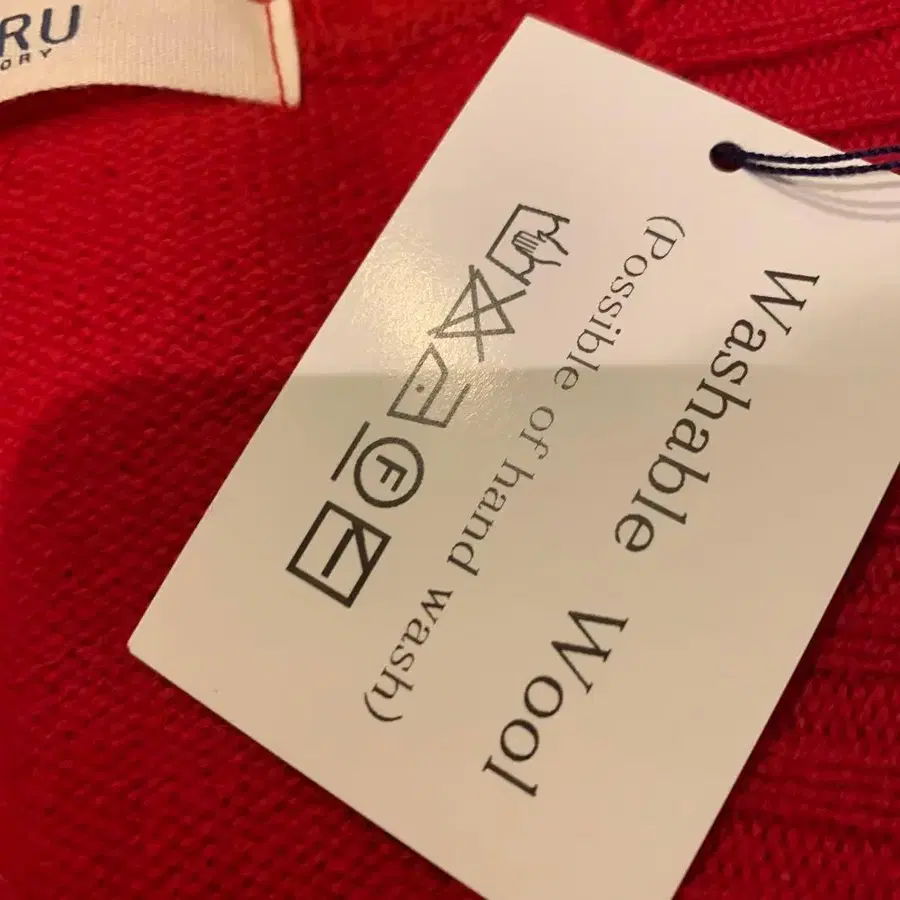 RU
ORY
Washable Wool
(Possible of hand wash)
F